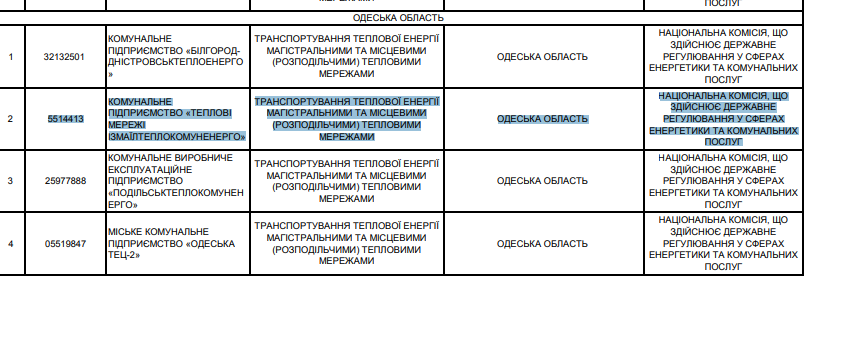 МЕРЕЖАМИ
ПОСЛУГ
ОДЕСЬКА ОБЛАСТЬ
1
32132501
КОМУНАЛЬНЕ
ПІДПРИЄМСТВО «БІЛГОРОД-
ДНІСТРОВСЬКТЕПЛОЕНЕРГО
»
ТРАНСПОРТУВАННЯ ТЕПЛОВОЇ ЕНЕРГІЇ
МАГІСТРАЛЬНИМИ ТА МІСЦЕВИМИ
(РОЗПОДІЛЬЧИМИ) ТЕПЛОВИМИ
МЕРЕЖАМИ
ОДЕСЬКА ОБЛАСТЬ
НАЦІОНАЛЬНА КОМІСІЯ, ЩО
ЗДІЙСНЮЄ ДЕРЖАВНЕ
РЕГУЛЮВАННЯ У СФЕРАХ
ЕНЕРГЕТИКИ ТА КОМУНАЛЬНИХ
ПОСЛУГ
2
5514413
КОМУНАЛЬНЕ
ПІДПРИЄМСТВО «ТЕПЛОВІ
МЕРЕЖІ
ІЗМАЇЛТЕПЛОКОМУНЕНЕРГО»
ТРАНСПОРТУВАННЯ ТЕПЛОВОЇ ЕНЕРГІЇ
МАГІСТРАЛЬНИМИ ТА МІСЦЕВИМИ
(РОЗПОДІЛЬЧИМИ) ТЕПЛОВИМИ
МЕРЕЖАМИ
ОДЕСЬКА ОБЛАСТЬ
НАЦІОНАЛЬНА КОМІСІЯ, ЩО
ЗДІЙСНЮЄ ДЕРЖАВНЕ
РЕГУЛЮВАННЯ У СФЕРАХ
ЕНЕРГЕТИКИ ТА КОМУНАЛЬНИХ
ПОСЛУГ
3
25977888
КОМУНАЛЬНЕ ВИРОБНИЧЕ
ЕКСПЛУАТАЦІЙНЕ
ПІДПРИЄМСТВО
«ПОДІЛЬСЬКТЕПЛОКОМУНЕН
ЕРГО»
ТРАНСПОРТУВАННЯ ТЕПЛОВОЇ ЕНЕРГІЇ
МАГІСТРАЛЬНИМИ ТА МІСЦЕВИМИ
(РОЗПОДІЛЬЧИМИ) ТЕПЛОВИМИ
МЕРЕЖАМИ
ОДЕСЬКА ОБЛАСТЬ
НАЦІОНАЛЬНА КОМІСІЯ, ЩО
ЗДІЙСНЮЄ ДЕРЖАВНЕ
РЕГУЛЮВАННЯ У СФЕРАХ
ЕНЕРГЕТИКИ ТА КОМУНАЛЬНИХ
ПОСЛУГ
4
05519847
МІСЬКЕ КОМУНАЛЬНЕ
ПІДПРИЄМСТВО «ОДЕСЬКА
ТЕЦ-2»
ТРАНСПОРТУВАННЯ ТЕПЛОВОЇ ЕНЕРГІЇ
МАГІСТРАЛЬНИМИ ТА МІСЦЕВИМИ
(РОЗПОДІЛЬЧИМИ) ТЕПЛОВИМИ
МЕРЕЖАМИ
ОДЕСЬКА ОБЛАСТЬ
НАЦІОНАЛЬНА КОМІСІЯ, ЩО
ЗДІЙСНЮЄ ДЕРЖАВНЕ
РЕГУЛЮВАННЯ У СФЕРАХ
ЕНЕРГЕТИКИ ТА КОМУНАЛЬНИХ
ПОСЛУГ